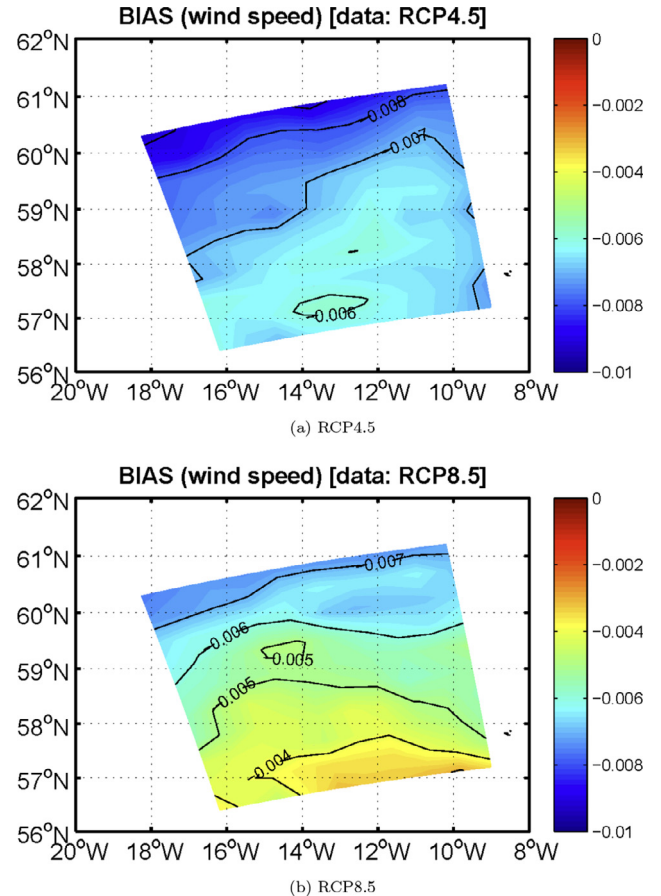 BIAS (wind speed) [data: RCP4.5]
62°N
61°N
60°N
59°N
58°N
57°N
56°N
20°W 18°W 16°W 14°W 12°W 10°W 8°W
-0.008
-0.007
-0.006
0
-0.002
-0.004
-0.006
-0.008
-0.01
(a) RCP4.5
BIAS (wind speed) [data: RCP8.5]
62°N
61°N
60°N
59°N
58°N
57°N
56°N
20°W 18°W 16°W 14°W 12°W 10°W 8°W
-0.007
-0.006
-0.005
-0.005
-0.004
0
-0.002
-0.004
-0.006
-0.008
-0.01
(b) RCP8.5